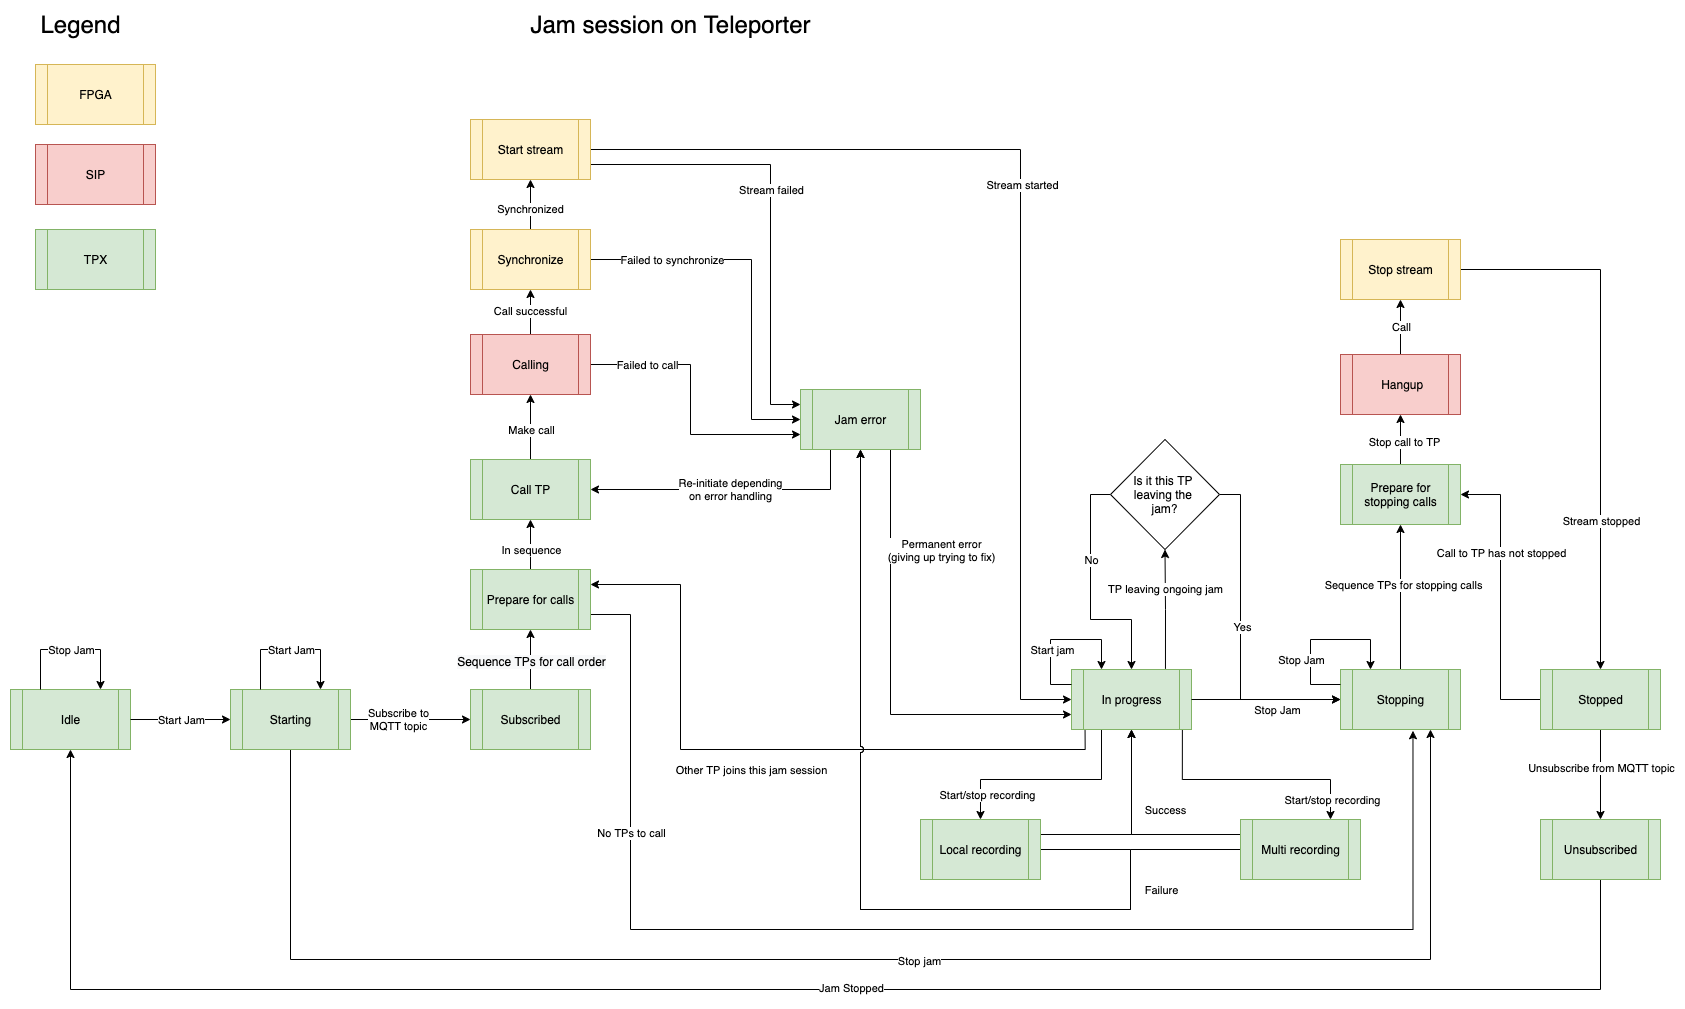 Legend
Jam session on Teleporter
FPGA
SIP
TPX
Start stream
Stream failed
Stream started
Synchronized
Synchronize
Failed to synchronize
Call successful
Calling
Failed to call
Make call
Jam error
Call TP
Re-initiate depending
on error handling
In sequence
Permanent error
(giving up trying to fix)
Prepare for calls
Sequence TPs for call order
Stop Jam
Start Jam
Idle
Start Jam
Starting
Subscribe to
MQTT topic
Subscribed
Other TP joins this jam session
No TPs to call
Is it this TP
leaving the
jam?
No
TP leaving ongoing jam
Yes
Start jam
In progress
Stop Jam
Start/stop recording
Start/stop recording
Success
Local recording
Multi recording
Failure
Stop stream
Call
Hangup
Stop call to TP
Prepare for
stopping calls
Stream stopped
Call to TP has not stopped
Sequence TPs for stopping calls
Stop Jam
Stopping
Stopped
Unsubscribe from MQTT topic
Unsubscribed
Stop jam
Jam Stopped